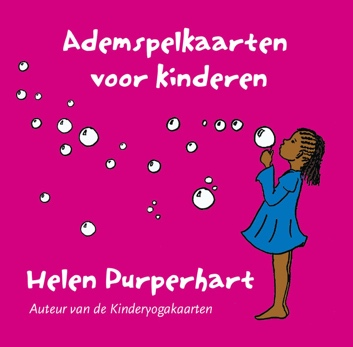 Ademspelkaarten
voor kinderen
Helen Purperhart
Auteur van de Kinderyogakaarten